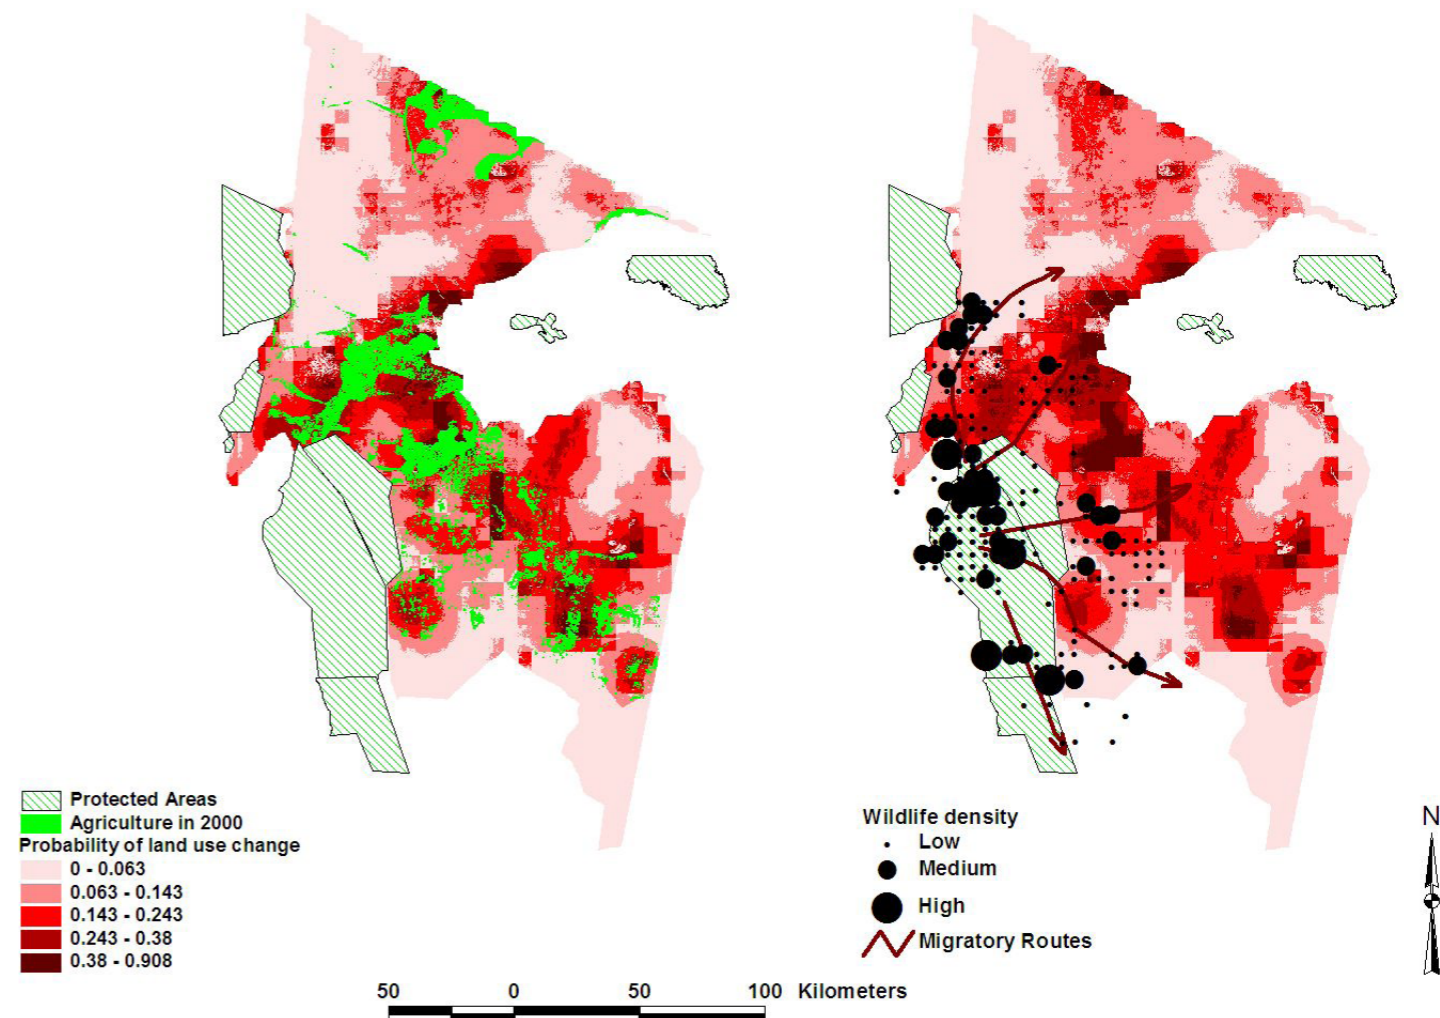 Protected Areas
Agriculture in 2000
Probability of land use change
0 - 0.063
0.063 - 0.143
0.143 - 0.243
0.243 - 0.38
0.38 - 0.908
Wildlife density
Low
Medium
High
Migratory Routes
N
50 0 50 100 Kilometers